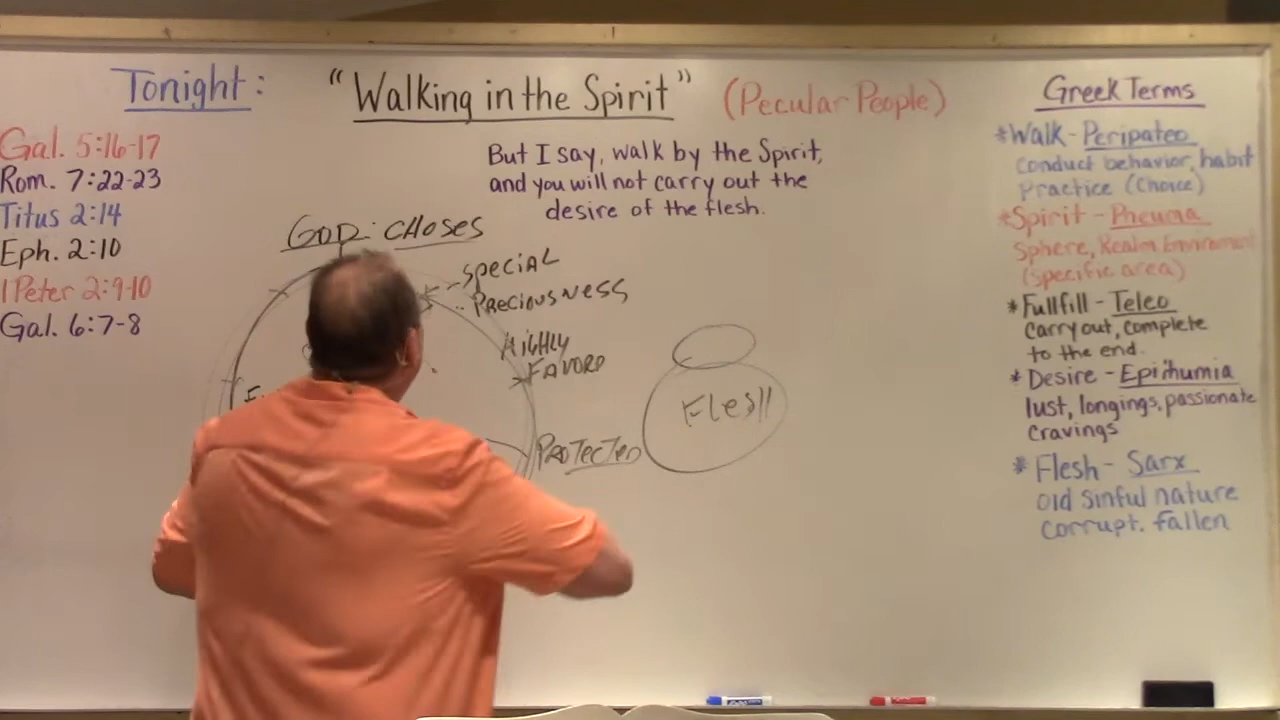 Tonight: "Walking in the Spirit" (Pecular People)
Gal. 5:16-17
Rom. 7:22-23
Titus 2:14
Eph. 2:10
1 Peter 2:9-10
Gal. 6:7-8
But I say, walk by the Spirit,
and you will not carry out the
desire of the flesh.
GOD: CHOSES
SPECIAL
PRECIOUSNESS
HIGHLY
FAVORD
PROTECTED
FLESH
Greek Terms
*Walk - Peripateo
Conduct behavior, habit
Practice (Choice)
*Spirit - Pneuma
Sphere, Realm Enviroment
(specific area)
*Fullfill - Teleo
Carry out, complete
to the end.
* Desire - Epithumia
lust, longings, passionate
cravings
* Flesh - Sarx
old sinful nature
corrupt. fallen